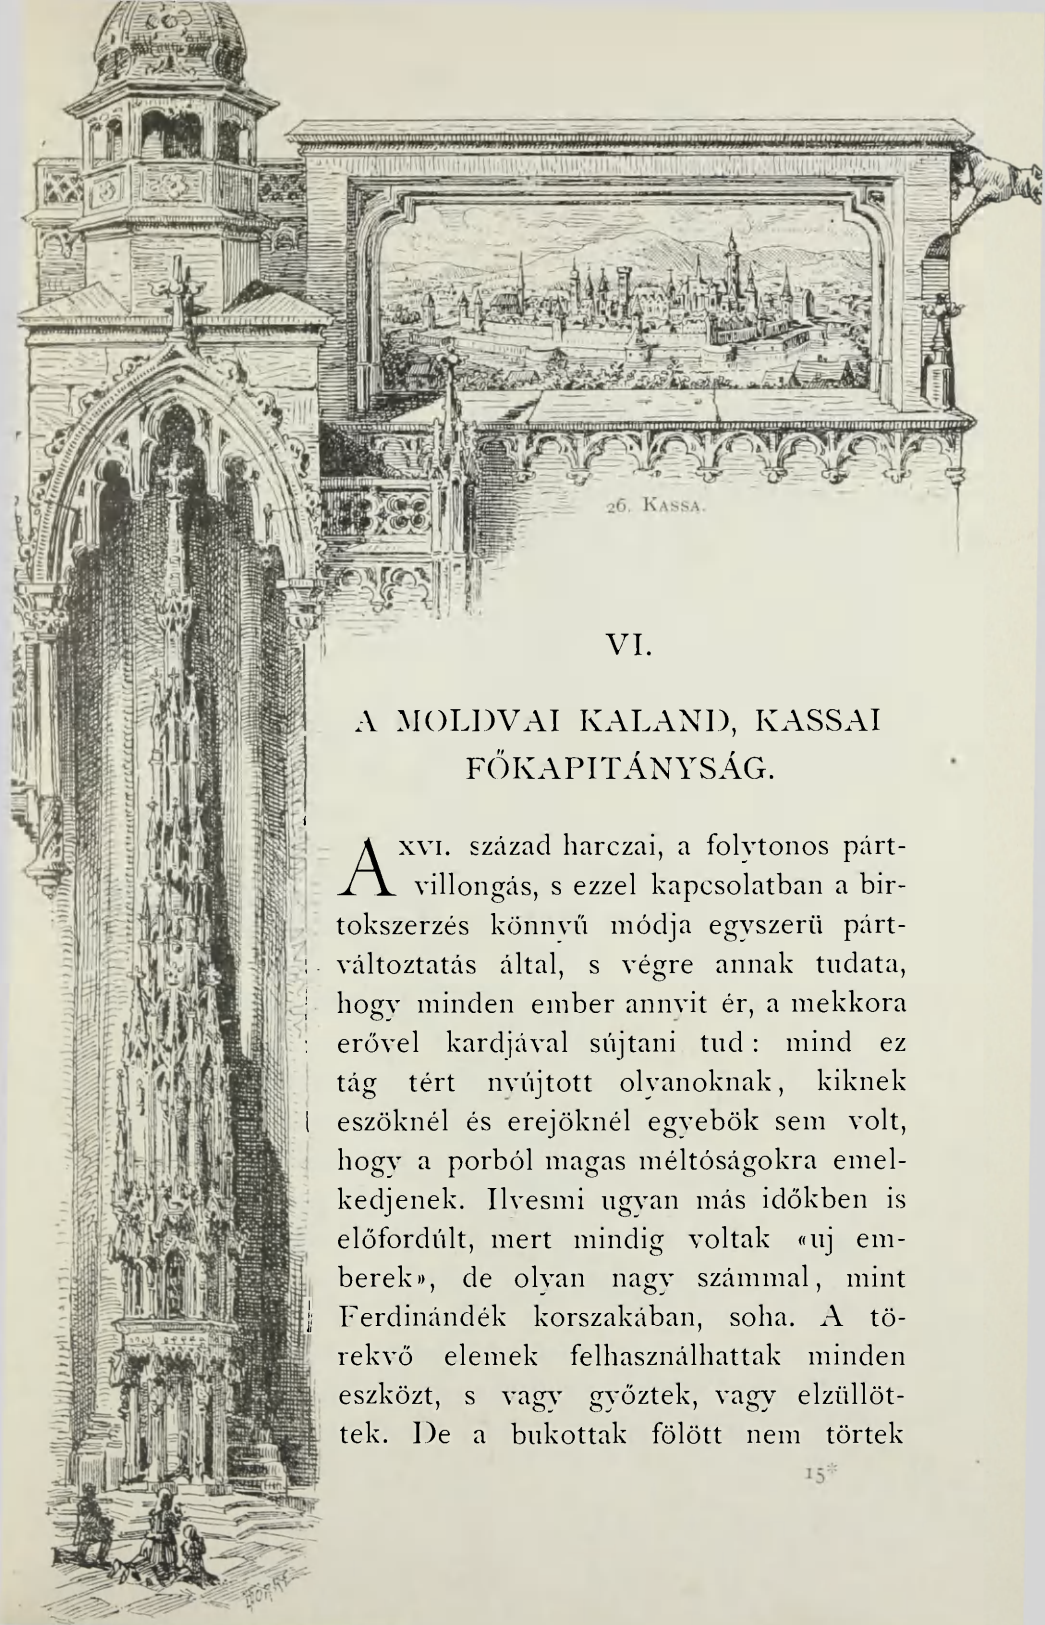 26. KASSA.
VI.
A MOLDVAI KALAND, KASSAI
FŐKAPITÁNYSÁG.
A XVI. század harczai, a folytonos párt-
villongás, s ezzel kapcsolatban a bir-
tokszerzés könnyű módja egyszerü párt-
változtatás által, s végre annak tudata,
hogy minden ember annyit ér, a mekkora
erővel kardjával sújtani tud: mind ez
tág tért nyújtott olyanoknak, kiknek
eszöknél és erejöknél egyebök sem volt,
hogy a porból magas méltóságokra emel-
kedjenek. Ilyesmi ugyan más időkben is
előfordúlt, mert mindig voltak «uj em-
berek», de olyan nagy számmal, mint
Ferdinándék korszakában, soha. A tö-
rekvő elemek felhasználhattak minden
eszközt, s vagy győztek, vagy elzüllöt-
tek. De a bukottak fölött nem törtek
15*